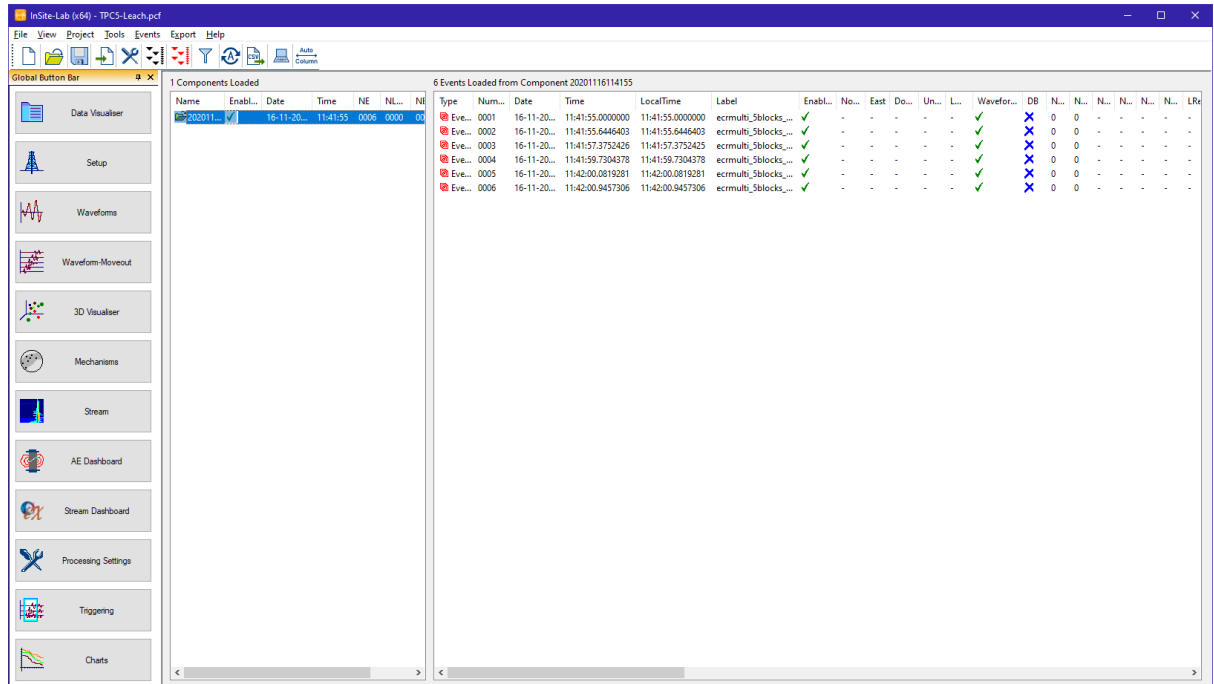 InSite-Lab (x64) - TPC5-Leach.pcf
File View Project Tools Events Export Help
CSV
Auto
Column
Global Button Bar
Data Visualiser
Setup
Waveforms
Waveform-Moveout
3D Visualiser
Mechanisms
Stream
AE Dashboard
Stream Dashboard
Processing Settings
Triggering
Charts
1 Components Loaded
Name Enabl... Date Time NE NL... NE
202011... 16-11-20... 11:41:55 0006 0000 00
6 Events Loaded from Component 20201116114155
Type Num... Date Time LocalTime Label Enabl... No... East Do... Un... L... Wavefor... DB N... N... N... N... N... N... LRe
Eve... 0001 16-11-20... 11:41:55.0000000 11:41:55.0000000 ecrmulti_5blocks_... - - - - - 0 0 - - - - -
Eve... 0002 16-11-20... 11:41:55.6446403 11:41:55.6446403 ecrmulti_5blocks_... - - - - - 0 0 - - - - -
Eve... 0003 16-11-20... 11:41:57.3752426 11:41:57.3752425 ecrmulti_5blocks_... - - - - - 0 0 - - - - -
Eve... 0004 16-11-20... 11:41:59.7304378 11:41:59.7304378 ecrmulti_5blocks_... - - - - - 0 0 - - - - -
Eve... 0005 16-11-20... 11:42:00.0819281 11:42:00.0819281 ecrmulti_5blocks_... - - - - - 0 0 - - - - -
Eve... 0006 16-11-20... 11:42:00.9457306 11:42:00.9457306 ecrmulti_5blocks_... - - - - - 0 0 - - - - -